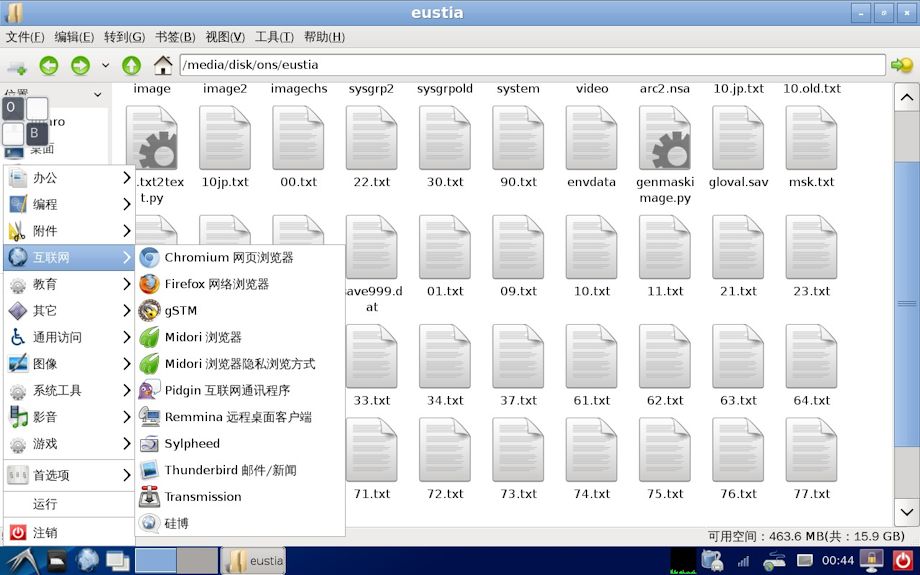 eustia
文件(F) 编辑(E) 转到(G) 书签(B) 视图(V) 工具(T) 帮助(H)
/media/disk/ons/eustia
位置
image image2 imagechs sysgrp2 sysgrpold system video arc2.nsa 10.jp.txt 10.old.txt
O
B
aro
桌面
.txt2tex 10jp.txt 00.txt 22.txt 30.txt 90.txt envdata genmaski gloval.sav msk.txt
t.py mage.py
办公
编程
附件
互联网
教育
其它
通用访问
图像
系统工具
影音
游戏
首选项
运行
注销
Chromium 网页浏览器
Firefox 网络浏览器
gSTM
Midori 浏览器
Midori 浏览器隐私浏览方式
Pidgin 互联网通讯程序
Remmina 远程桌面客户端
Sylpheed
Thunderbird 邮件/新闻
Transmission
硅博
ave999.d 01.txt 09.txt 10.txt 11.txt 21.txt 23.txt
at
33.txt 34.txt 37.txt 61.txt 62.txt 63.txt 64.txt
71.txt 72.txt 73.txt 74.txt 75.txt 76.txt 77.txt
可用空间：463.6 MB(共：15.9 GB)
eustia
00:44